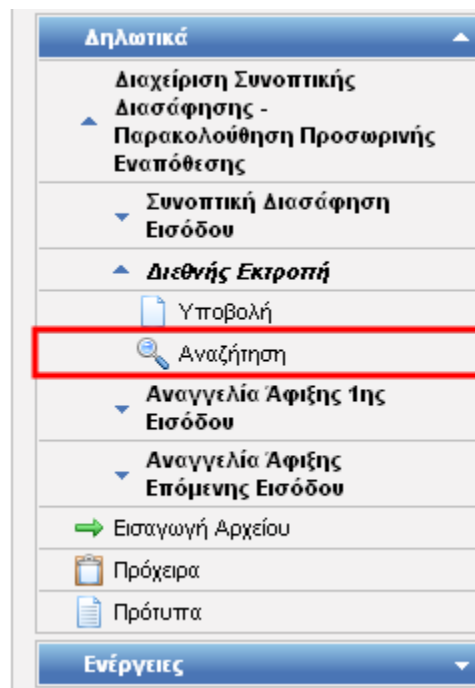 Δηλωτικά
Διαχείριση Συνοπτικής
Διασάφησης -
Παρακολούθηση Προσωρινής
Εναπόθεσης
Συνοπτική Διασάφηση
Εισόδου
Διεθνής Εκτροπή
Υποβολή
Αναζήτηση
Αναγγελία Άφιξης 1ης
Εισόδου
Αναγγελία Άφιξης
Επόμενης Εισόδου
Εισαγωγή Αρχείου
Πρόχειρα
Πρότυπα
Ενέργειες